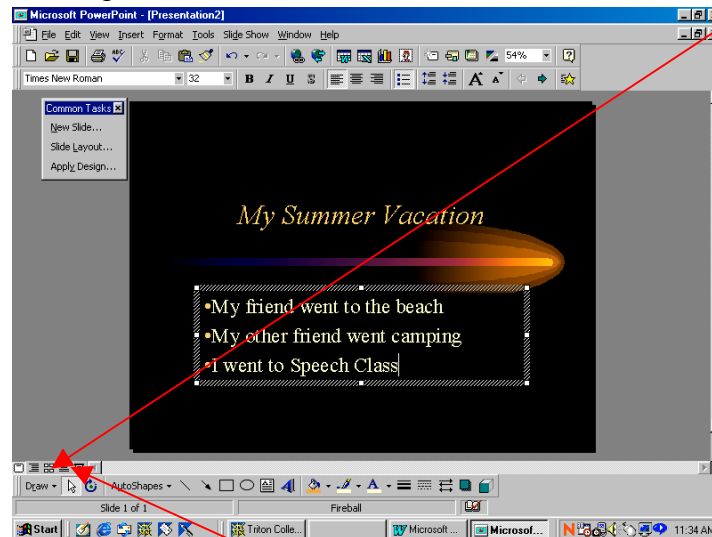 Microsoft PowerPoint - [Presentation2]
File Edit View Insert Format Tools Slide Show Window Help
54%
Times New Roman 32 B I U S A A
Common Tasks
New Slide...
Slide Layout...
Apply Design...
My Summer Vacation
•My friend went to the beach
•My other friend went camping
•I went to Speech Class
Draw AutoShapes A A
Slide 1 of 1 Fireball
Start Triton Colle... Microsoft ... Microsof... N 11:34 AM